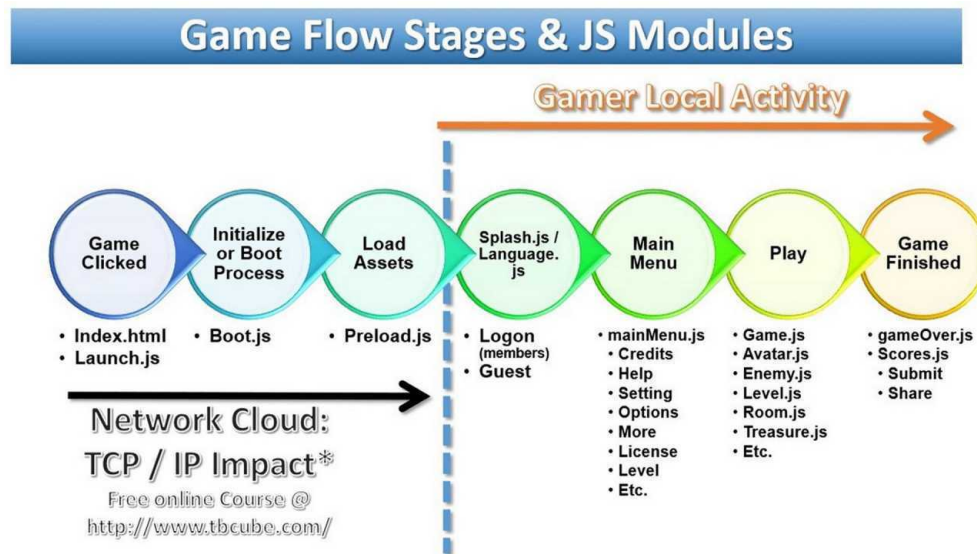 Game Flow Stages & JS Modules
Gamer Local Activity
Game
Clicked
Initialize
or Boot
Process
Load
Assets
Splash.js /
Language.
js
Main
Menu
Play
Game
Finished
• Index.html
• Launch.js
• Boot.js
• Preload.js
• Logon
(members)
• Guest
•mainMenu.js
• Credits
• Help
• Setting
• Options
• More
• License
• Level
• Etc.
• Game.js
• Avatar.js
• Enemy.js
• Level.js
• Room.js
• Treasure.js
• Etc.
•gameOver.js
•Scores.js
• Submit
• Share
Network Cloud:
TCP / IP Impact*
Free online Course @
http://www.tbcube.com/